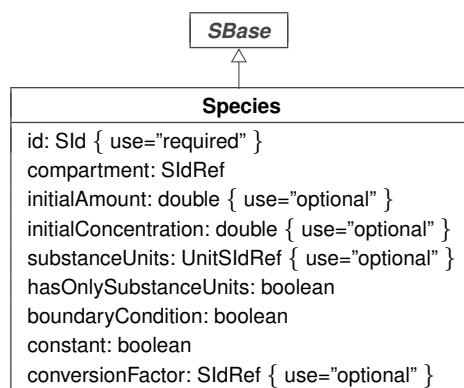 SBase
Species
id: SId { use=”required” }
compartment: SIdRef
initialAmount: double { use=”optional” }
initialConcentration: double { use=”optional” }
substanceUnits: UnitSIdRef { use=”optional” }
hasOnlySubstanceUnits: boolean
boundaryCondition: boolean
constant: boolean
conversionFactor: SIdRef { use=”optional” }